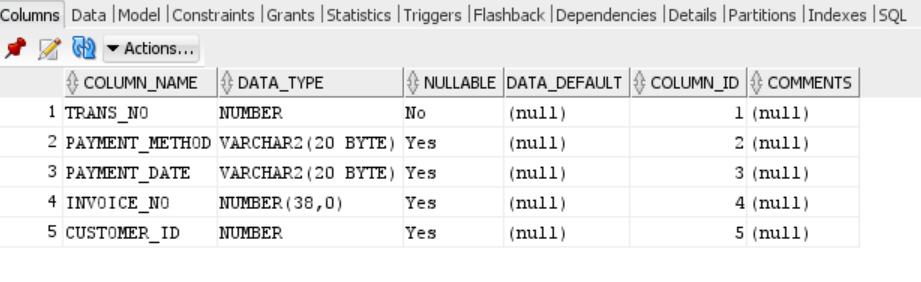 Columns Data |Model |Constraints |Grants |Statistics |Triggers |Flashback |Dependencies |Details |Partitions |Indexes |SQL
Actions...
COLUMN_NAME DATA_TYPE NULLABLE DATA_DEFAULT COLUMN_ID COMMENTS
1 TRANS_NO NUMBER No (null) 1 (null)
2 PAYMENT_METHOD VARCHAR2(20 BYTE) Yes (null) 2 (null)
3 PAYMENT_DATE VARCHAR2(20 BYTE) Yes (null) 3 (null)
4 INVOICE_NO NUMBER(38,0) Yes (null) 4 (null)
5 CUSTOMER_ID NUMBER Yes (null) 5 (null)